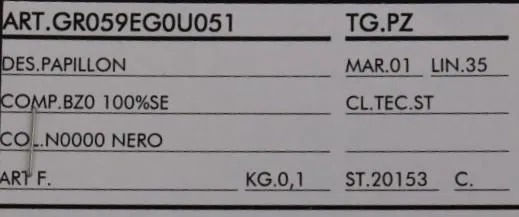 ART.GR059EG0U051 TG.PZ
DES.PAPILLON MAR.01 LIN.35
COMP.BZ0 100%SE CL.TEC.ST
COL.N0000 NERO
ART F. KG.0,1 ST.20153 C.